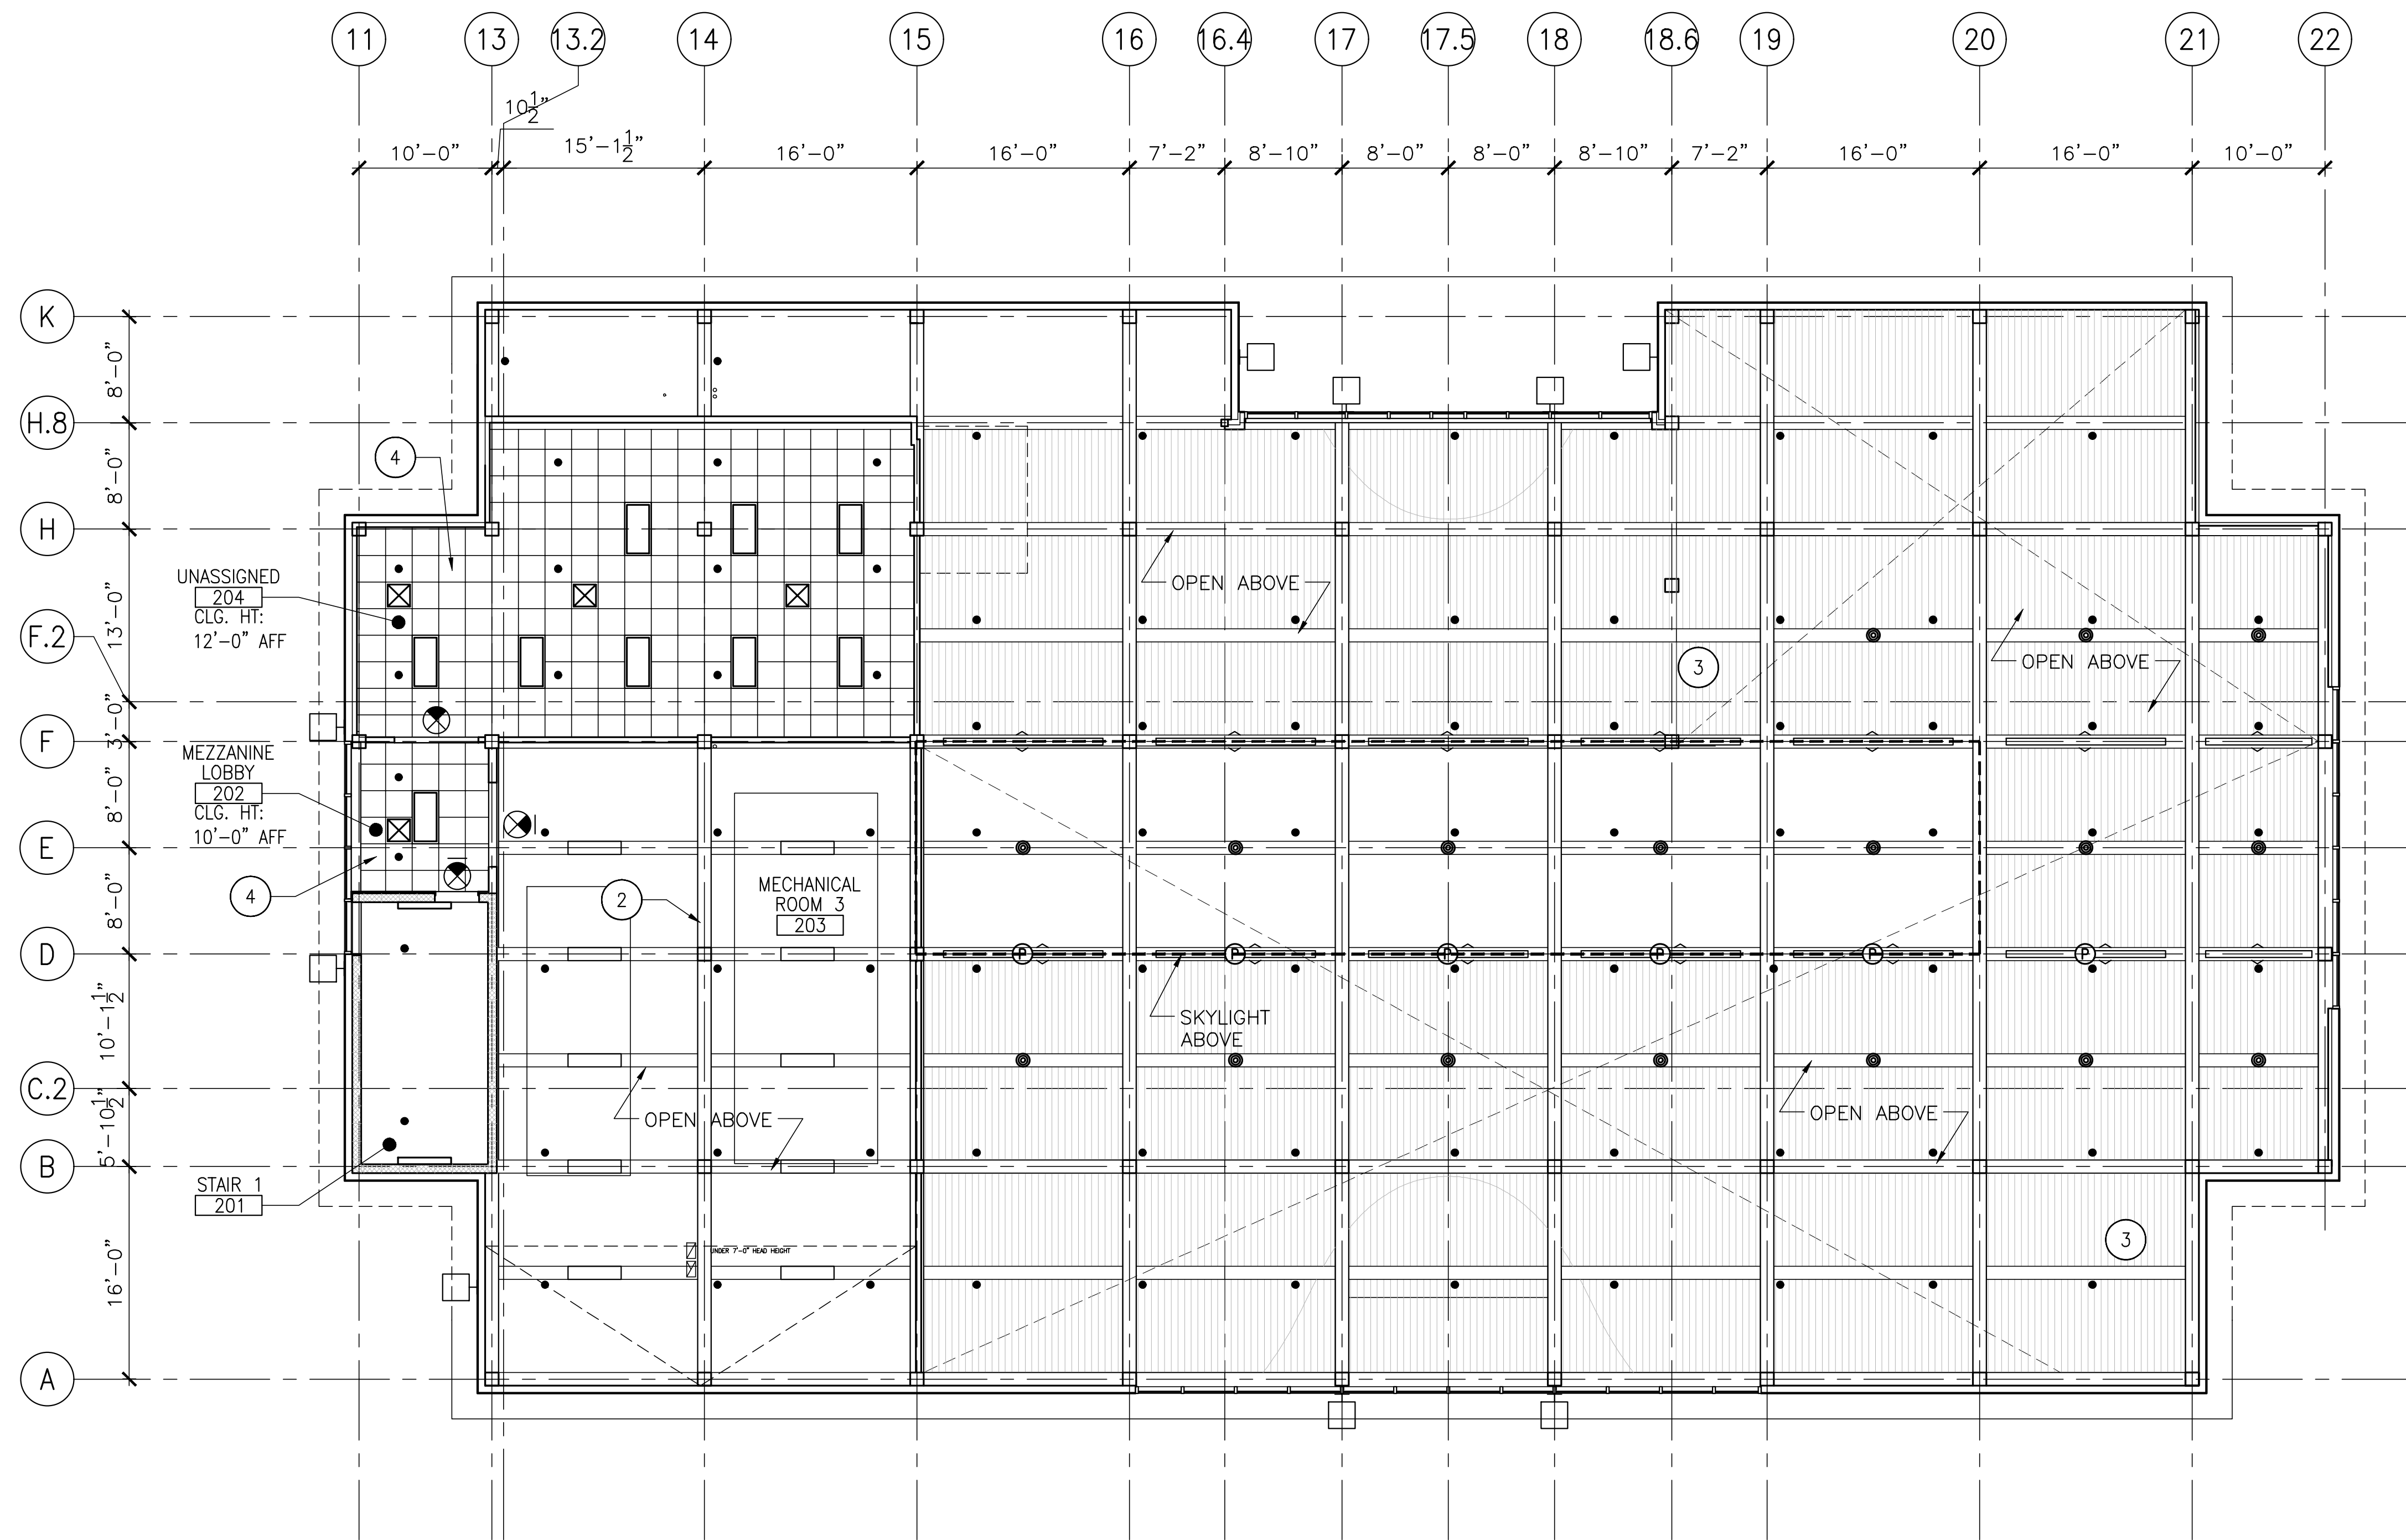 11
13
13.2
14
15
16
16.4
17
17.5
18
18.6
19
20
21
22
10 1/2"
10'-0"
15'-1 1/2"
16'-0"
16'-0"
7'-2"
8'-10"
8'-0"
8'-0"
8'-10"
7'-2"
16'-0"
16'-0"
10'-0"
K
8'-0"
H.8
8'-0"
H
13'-0"
F.2
3'-0"
F
8'-0"
E
8'-0"
D
10'-1 1/2"
C.2
5'-10 1/2"
B
16'-0"
A
4
UNASSIGNED
204
CLG. HT:
12'-0" AFF
MEZZANINE
LOBBY
202
CLG. HT:
10'-0" AFF
4
STAIR 1
201
2
MECHANICAL
ROOM 3
203
OPEN ABOVE
UNDER 7'-0" HEAD HEIGHT
OPEN ABOVE
3
OPEN ABOVE
P
P
P
P
P
P
SKYLIGHT
ABOVE
OPEN ABOVE
3